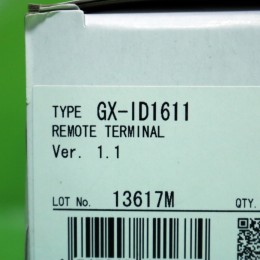 TYPE GX-ID1611
REMOTE TERMINAL
Ver. 1.1
LOT No. 13617M QTY.